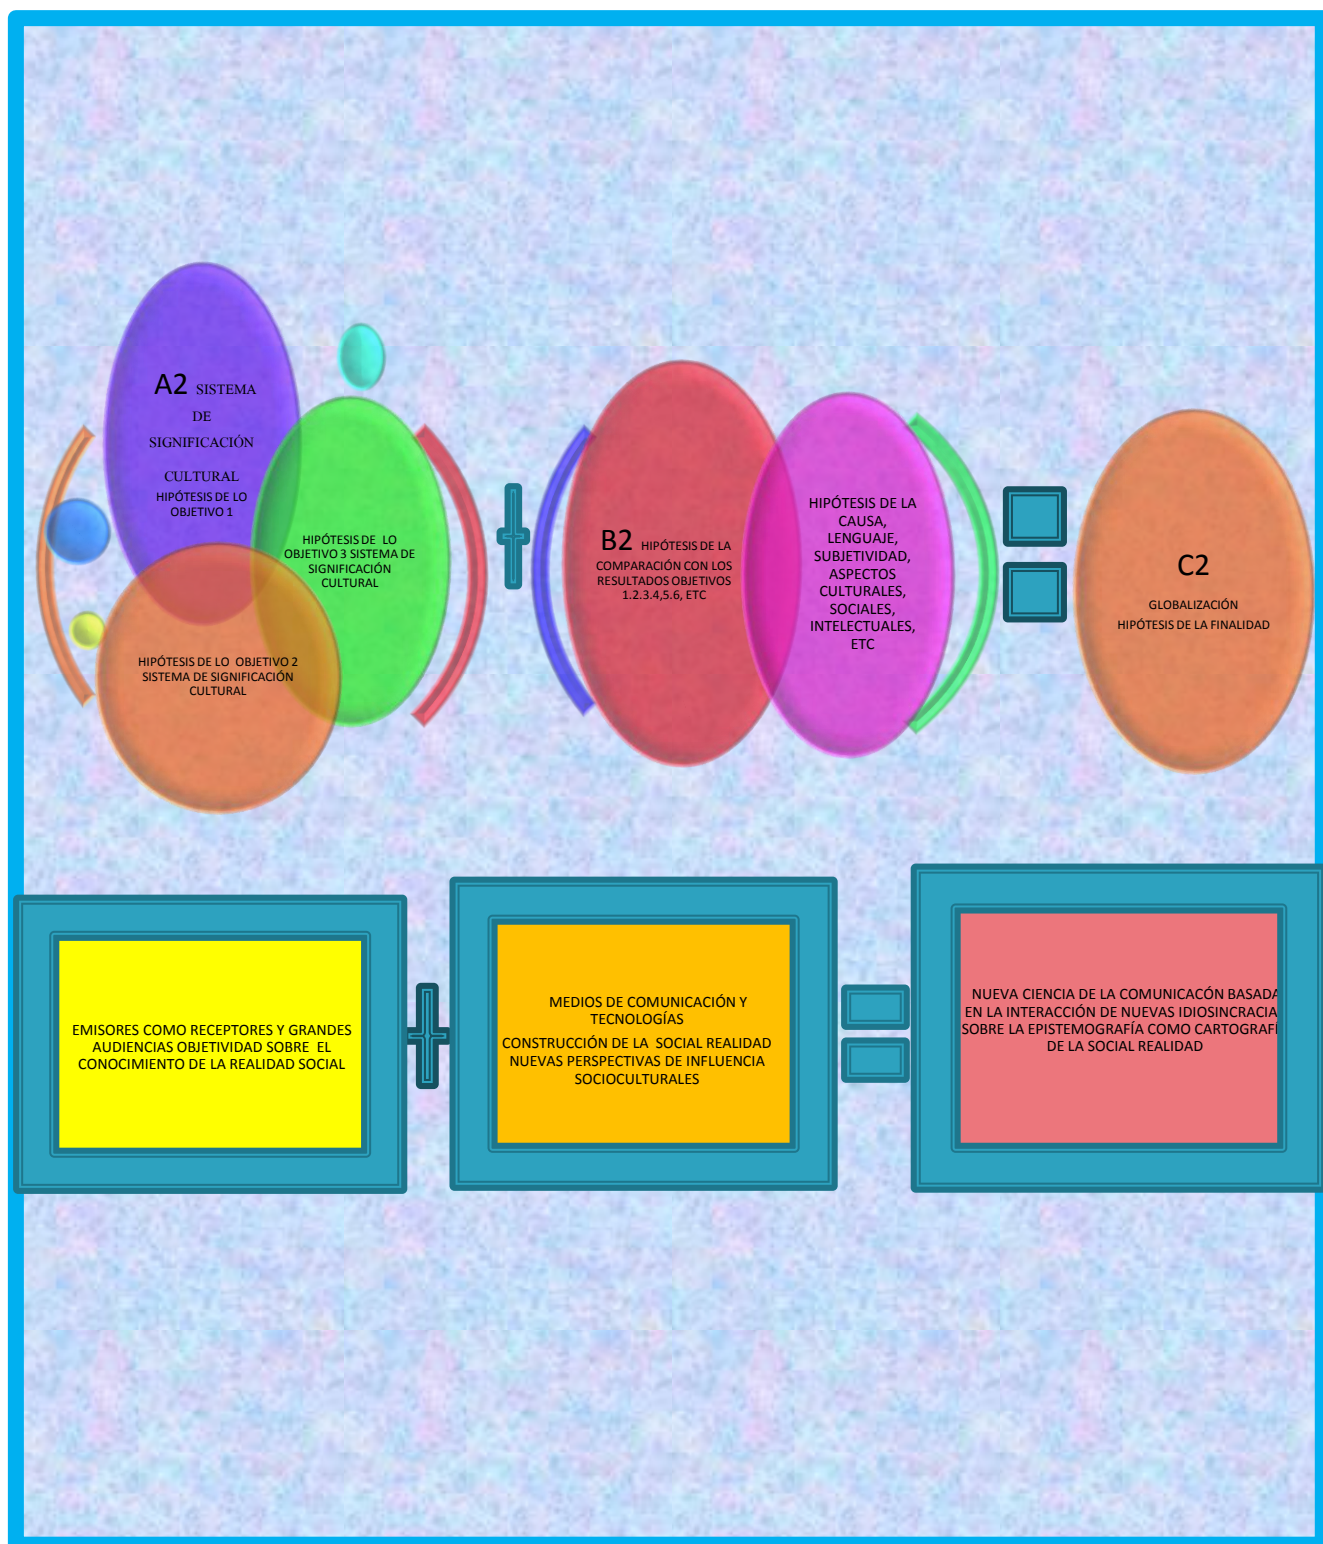 A2 SISTEMA
DE
SIGNIFICACIÓN
CULTURAL
HIPÓTESIS DE LO
OBJETIVO 1
HIPÓTESIS DE LO
OBJETIVO 3 SISTEMA DE
SIGNIFICACIÓN
CULTURAL
HIPÓTESIS DE LO OBJETIVO 2
SISTEMA DE SIGNIFICACIÓN
CULTURAL
B2 HIPÓTESIS DE LA
COMPARACIÓN CON LOS
RESULTADOS OBJETIVOS
1.2.3.4,5.6, ETC
HIPÓTESIS DE LA
CAUSA,
LENGUAJE,
SUBJETIVIDAD,
ASPECTOS
CULTURALES,
SOCIALES,
INTELECTUALES,
ETC
C2
GLOBALIZACIÓN
HIPÓTESIS DE LA FINALIDAD
EMISORES COMO RECEPTORES Y GRANDES
AUDIENCIAS OBJETIVIDAD SOBRE EL
CONOCIMIENTO DE LA REALIDAD SOCIAL
MEDIOS DE COMUNICACIÓN Y
TECNOLOGÍAS
CONSTRUCCIÓN DE LA SOCIAL REALIDAD
NUEVAS PERSPECTIVAS DE INFLUENCIA
SOCIOCULTURALES
NUEVA CIENCIA DE LA COMUNICACÓN BASADA
EN LA INTERACCIÓN DE NUEVAS IDIOSINCRACIA
SOBRE LA EPISTEMOGRAFÍA COMO CARTOGRAFI
DE LA SOCIAL REALIDAD